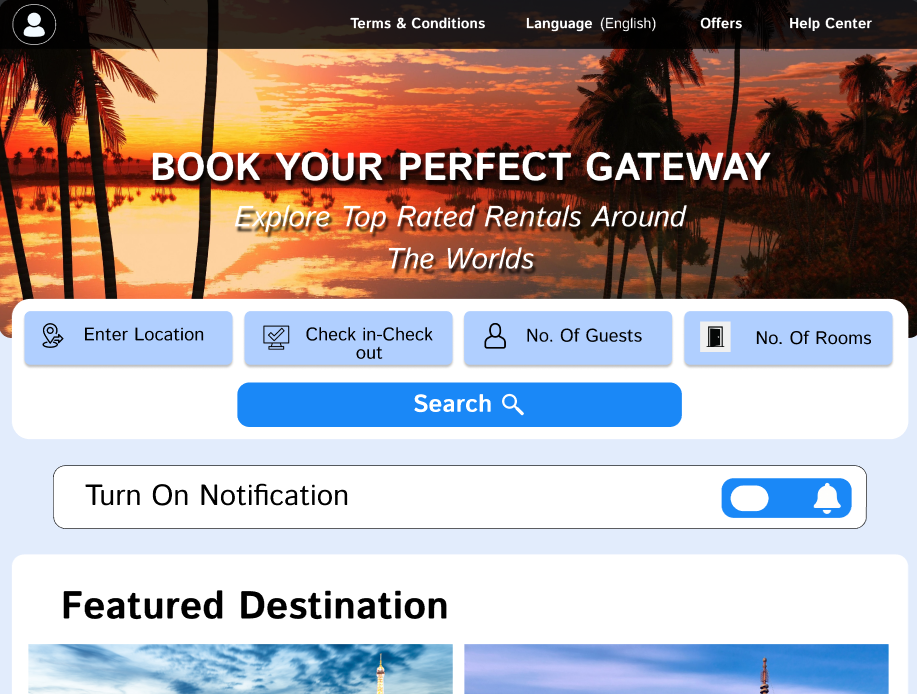 Terms & Conditions Language (English) Offers Help Center
BOOK YOUR PERFECT GATEWAY
Explore Top Rated Rentals Around
The Worlds
Enter Location
Check in-Check
out
No. Of Guests
No. Of Rooms
Search
Turn On Notification
Featured Destination